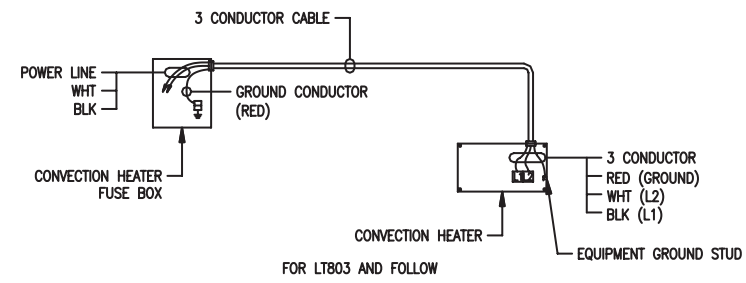 3 CONDUCTOR CABLE
POWER LINE
WHT
BLK
GROUND CONDUCTOR
(RED)
CONVECTION HEATER
FUSE BOX
L1 L2
3 CONDUCTOR
RED (GROUND)
WHT (L2)
BLK (L1)
CONVECTION HEATER
EQUIPMENT GROUND STUD
FOR LT803 AND FOLLOW